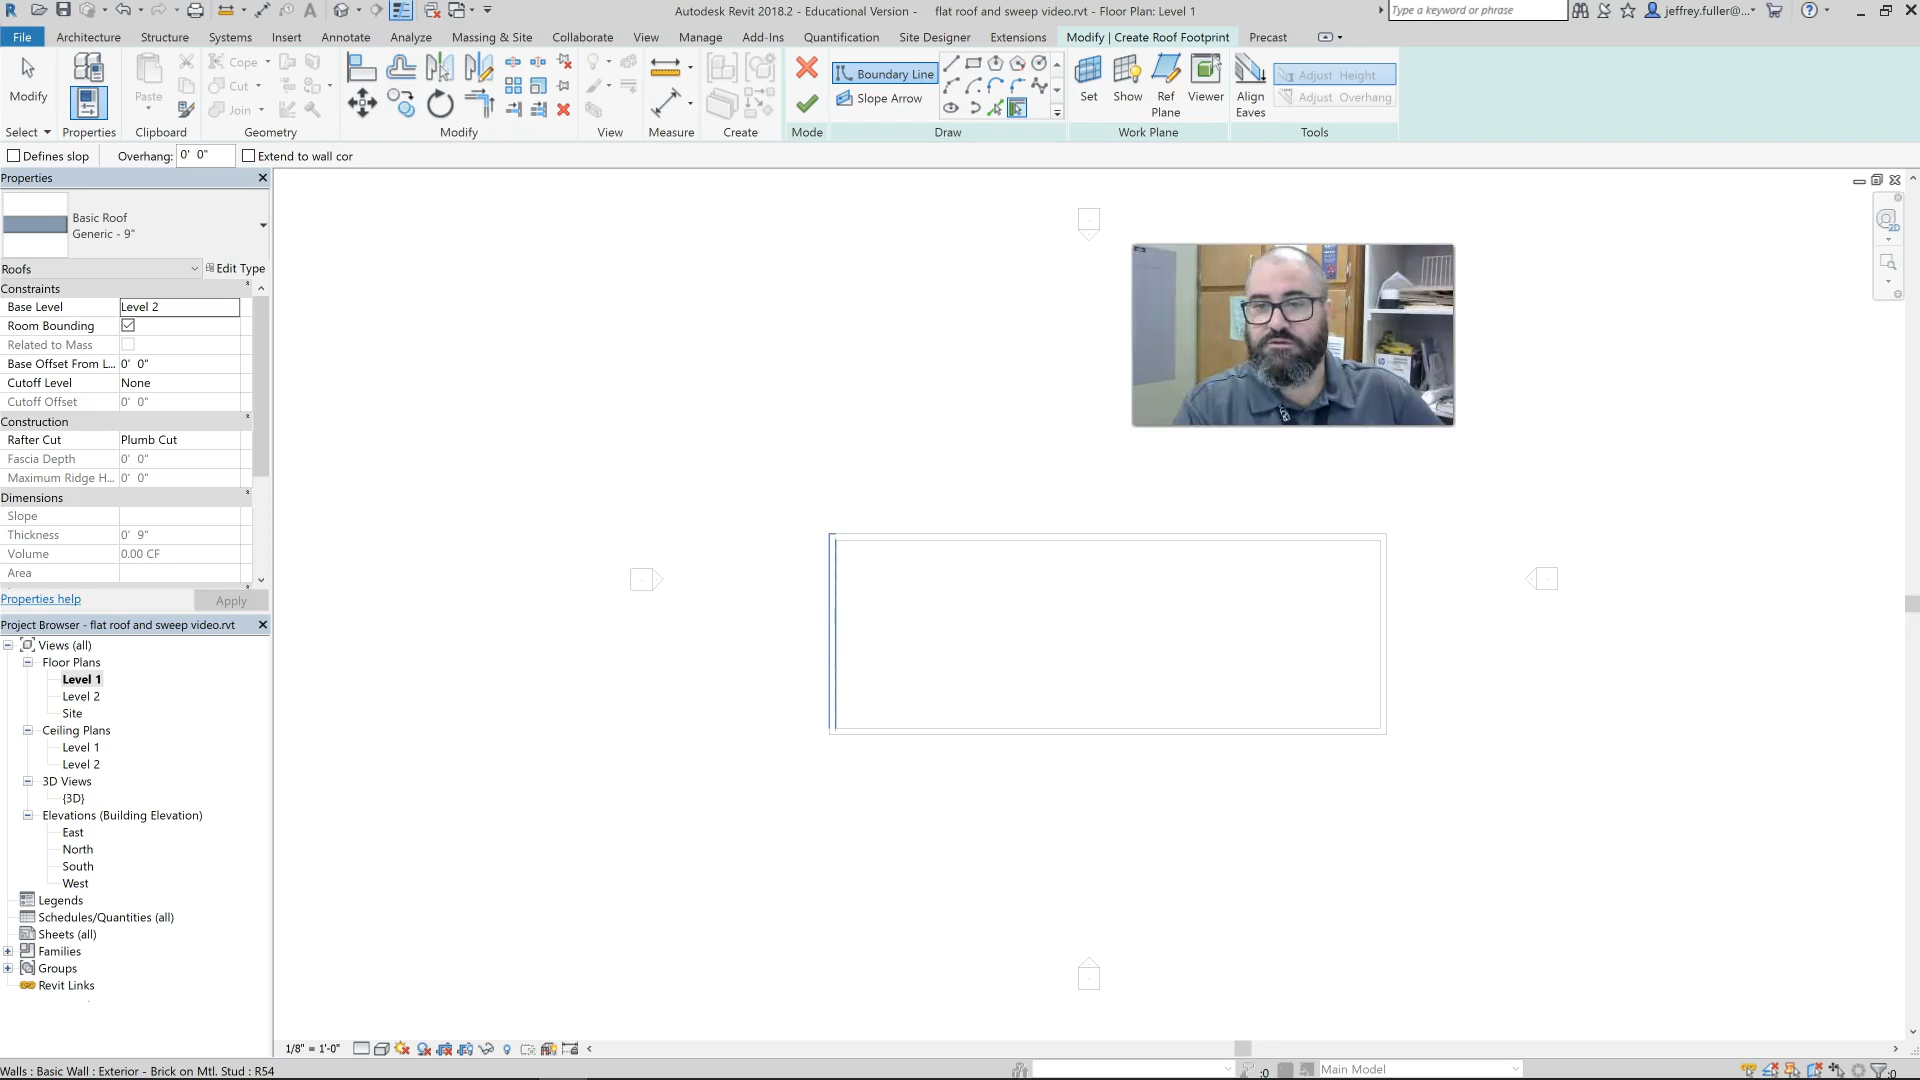 Autodesk Revit 2018.2 - Educational Version - flat roof and sweep video.rvt - Floor Plan: Level 1
Type a keyword or phrase
jeffrey.fuller@...
File
Architecture
Structure
Systems
Insert
Annotate
Analyze
Massing & Site
Collaborate
View
Manage
Add-Ins
Quantification
Site Designer
Extensions
Modify | Create Roof Footprint
Precast
Modify
Paste
Cope
Cut
Join
Boundary Line
Slope Arrow
Set
Show
Ref
Plane
Viewer
Align
Eaves
Adjust Height
Adjust Overhang
Select
Properties
Clipboard
Geometry
Modify
View
Measure
Create
Mode
Draw
Work Plane
Tools
Defines slop
Overhang: 0' 0"
Extend to wall cor
Properties
Basic Roof
Generic - 9"
Roofs
Edit Type
Constraints
Base Level Level 2
Room Bounding
Related to Mass
Base Offset From L... 0' 0"
Cutoff Level None
Cutoff Offset 0' 0"
Construction
Rafter Cut Plumb Cut
Fascia Depth 0' 0"
Maximum Ridge H... 0' 0"
Dimensions
Slope
Thickness 0' 9"
Volume 0.00 CF
Area
Properties help
Apply
Project Browser - flat roof and sweep video.rvt
Views (all)
Floor Plans
Level 1
Level 2
Site
Ceiling Plans
Level 1
Level 2
3D Views
{3D}
Elevations (Building Elevation)
East
North
South
West
Legends
Schedules/Quantities (all)
Sheets (all)
Families
Groups
Revit Links
2D
1/8" = 1'-0"
Walls : Basic Wall : Exterior - Brick on Mtl. Stud : R54
:0
Main Model
:0